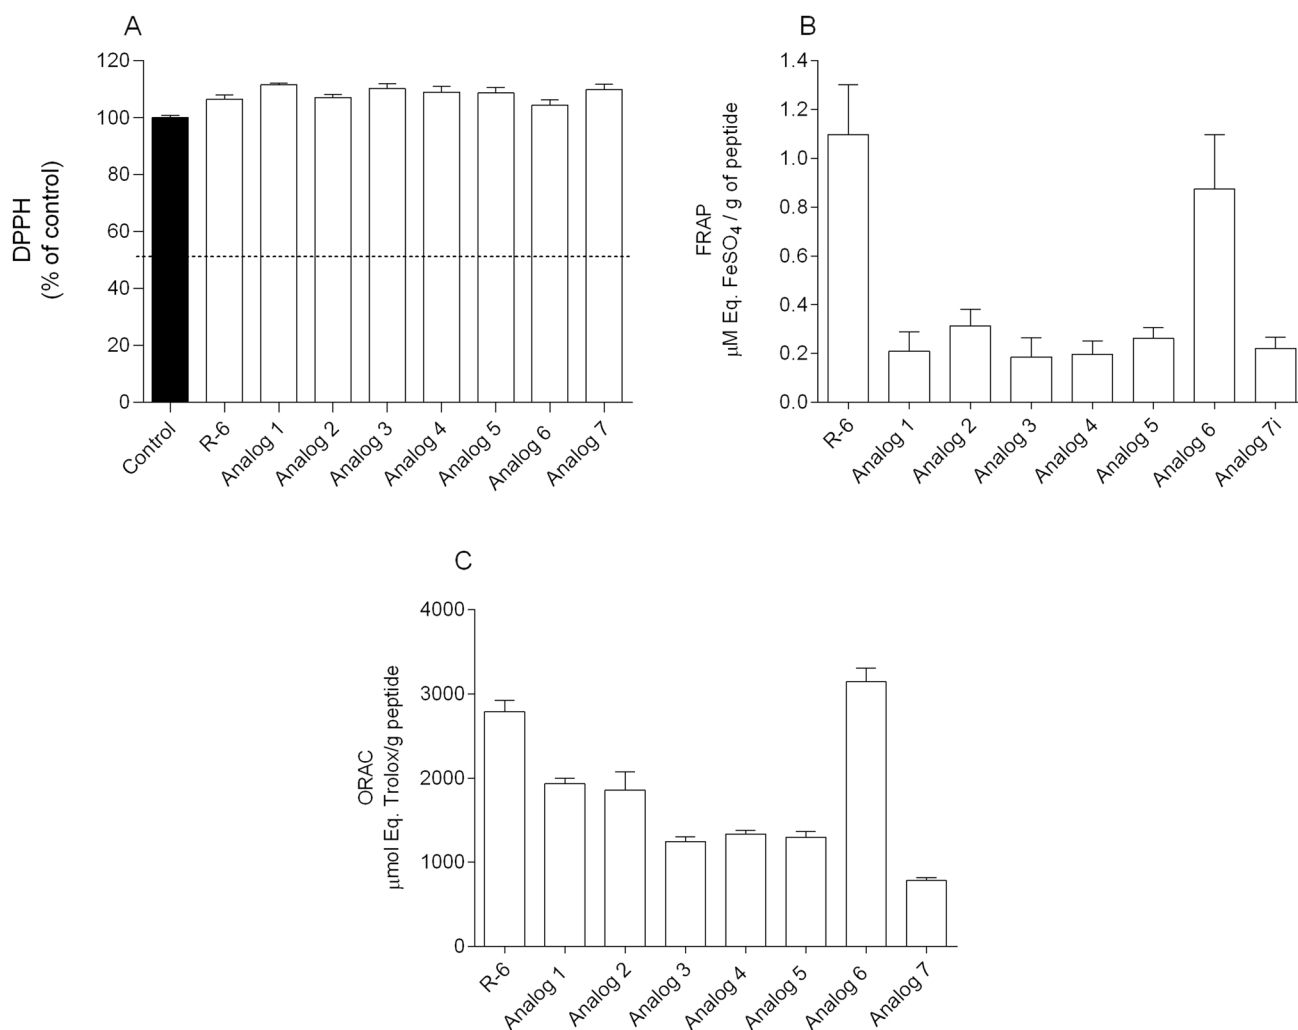 A
DPPH
(% of control)
120
100
80
60
40
20
0
Control
R-6
Analog 1
Analog 2
Analog 3
Analog 4
Analog 5
Analog 6
Analog 7
B
FRAP
μM Eq. FeSO₄ / g of peptide
1.4
1.2
1.0
0.8
0.6
0.4
0.2
0.0
R-6
Analog 1
Analog 2
Analog 3
Analog 4
Analog 5
Analog 6
Analog 7i
C
ORAC
μmol Eq. Trolox/g peptide
4000
3000
2000
1000
0
R-6
Analog 1
Analog 2
Analog 3
Analog 4
Analog 5
Analog 6
Analog 7